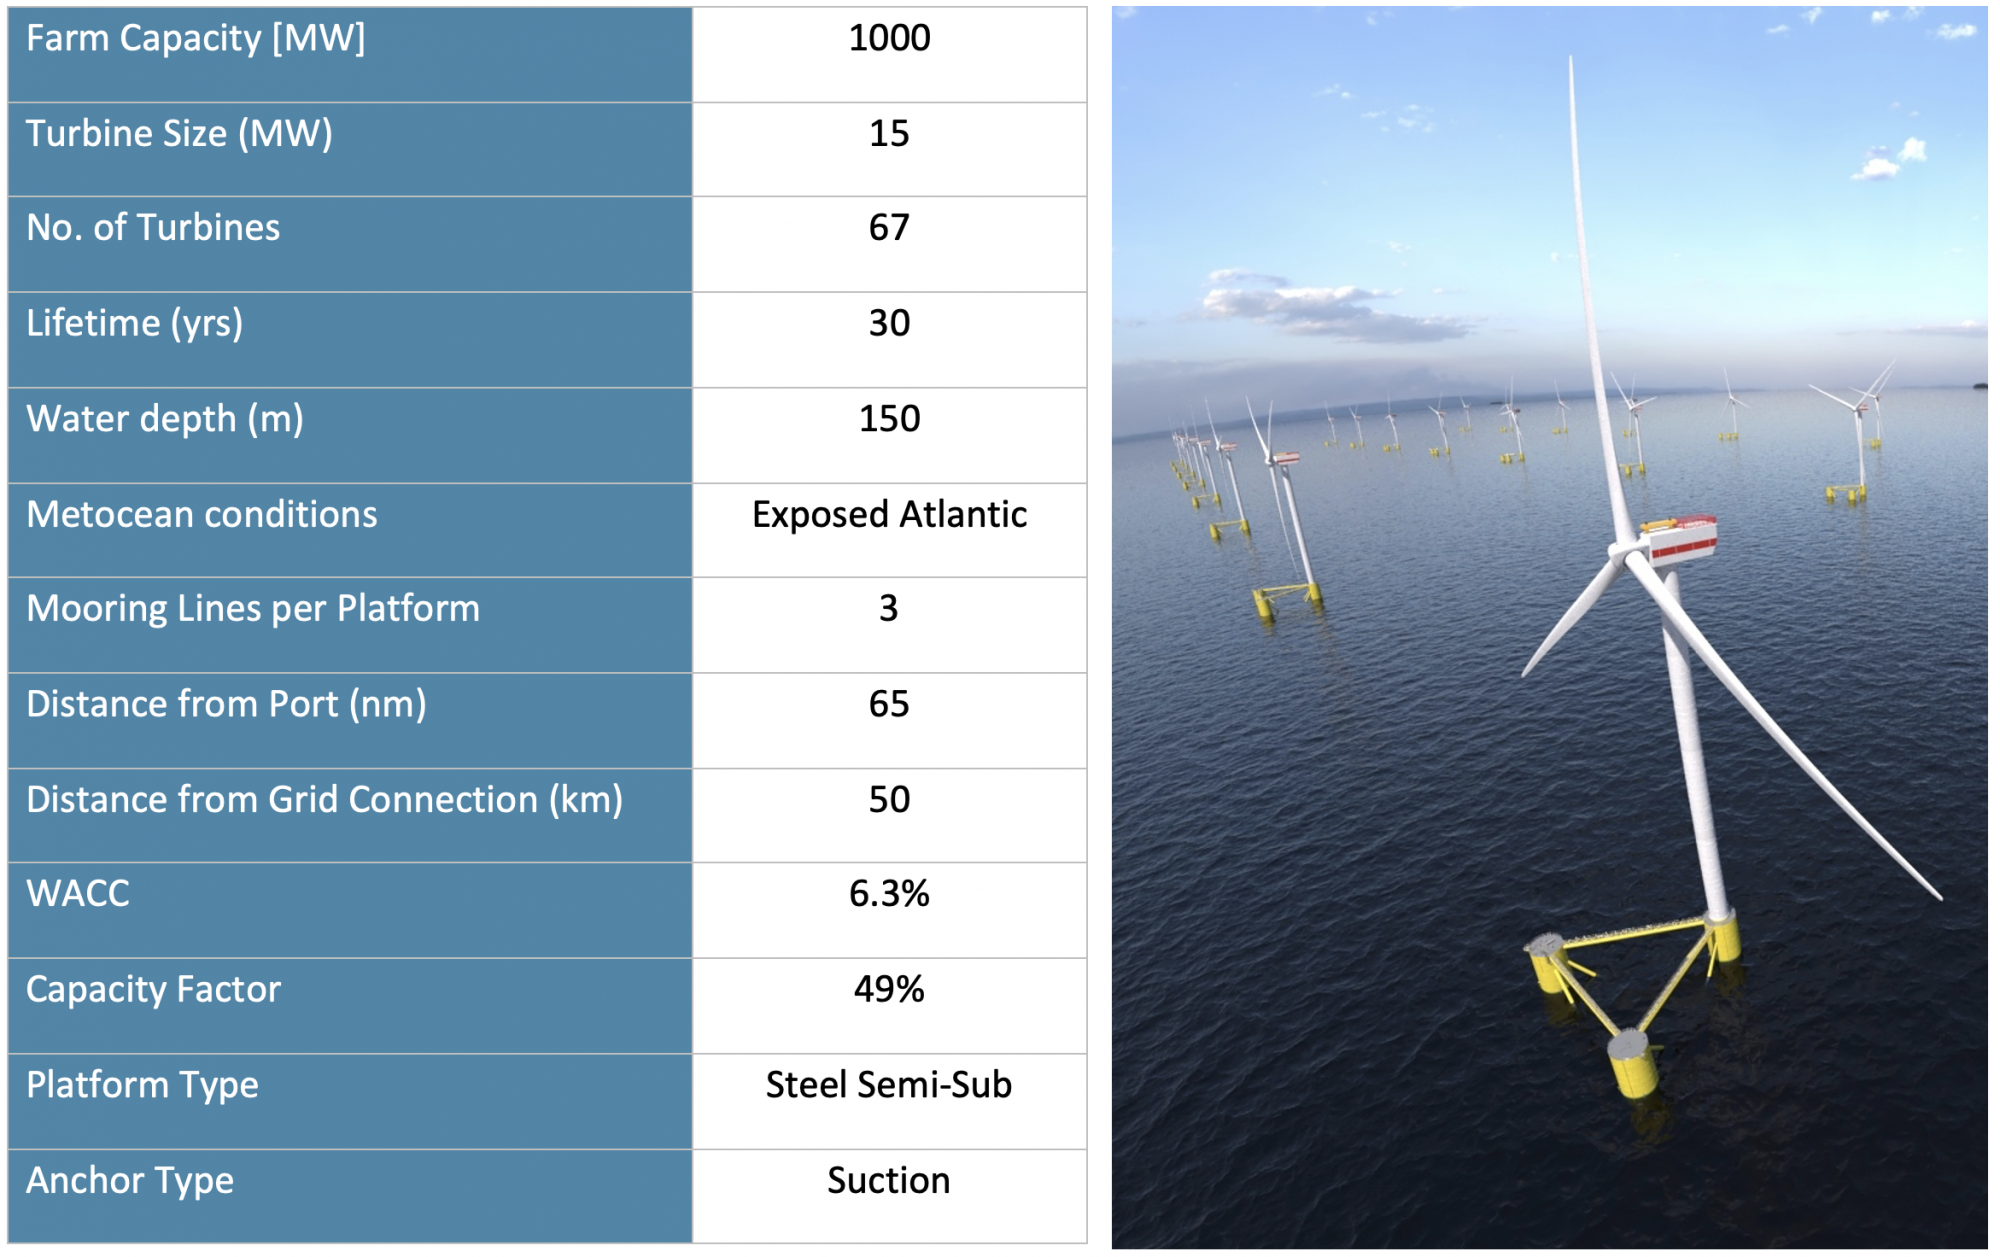 Farm Capacity [MW] 1000
Turbine Size (MW) 15
No. of Turbines 67
Lifetime (yrs) 30
Water depth (m) 150
Metocean conditions Exposed Atlantic
Mooring Lines per Platform 3
Distance from Port (nm) 65
Distance from Grid Connection (km) 50
WACC 6.3%
Capacity Factor 49%
Platform Type Steel Semi-Sub
Anchor Type Suction